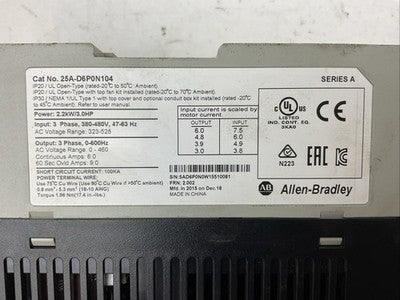 Cat No. 25A-D6P0N104
IP20 / UL Open-Type (rated-20°C to 50°C Ambient)
IP20 / UL Open-Type with top fan kit installed (rated-20°C to 70°C Ambient)
IP30 / NEMA 1/UL Type 1 with top cover and optional conduit box kit installed (rated-20°C to 45°C Ambient)
SERIES A
Power: 2.2kW/3.0HP
Input: 3 Phase, 380-480V, 47-63 Hz
AC Voltage Range: 323-528
Output: 3 Phase, 0-500Hz
AC Voltage Range: 0 - 460
Continuous Amps: 6.0
60 Sec Ovld Amps: 9.0
Input current is scaled by
motor current
OUTPUT INPUT
6.0 7.5
4.8 6.0
3.9 4.9
3.0 3.8
C UL US
LISTED
IND. CONT. EQ.
3KA0
N223
EAC
SHORT CIRCUIT CURRENT: 100KA
POWER TERMINAL WIRE:
Use 75°C Cu Wire (Use 90°C Cu Wire if >50°C ambient)
0.8 mm² - 5.3 mm² (18-10 AWG)
Torque 1.96 Nm(17.4 in.-lbs.)
FRN: 2.002
Mfd. in 2015 on Dec.18
MADE IN CHINA
AB Allen-Bradley